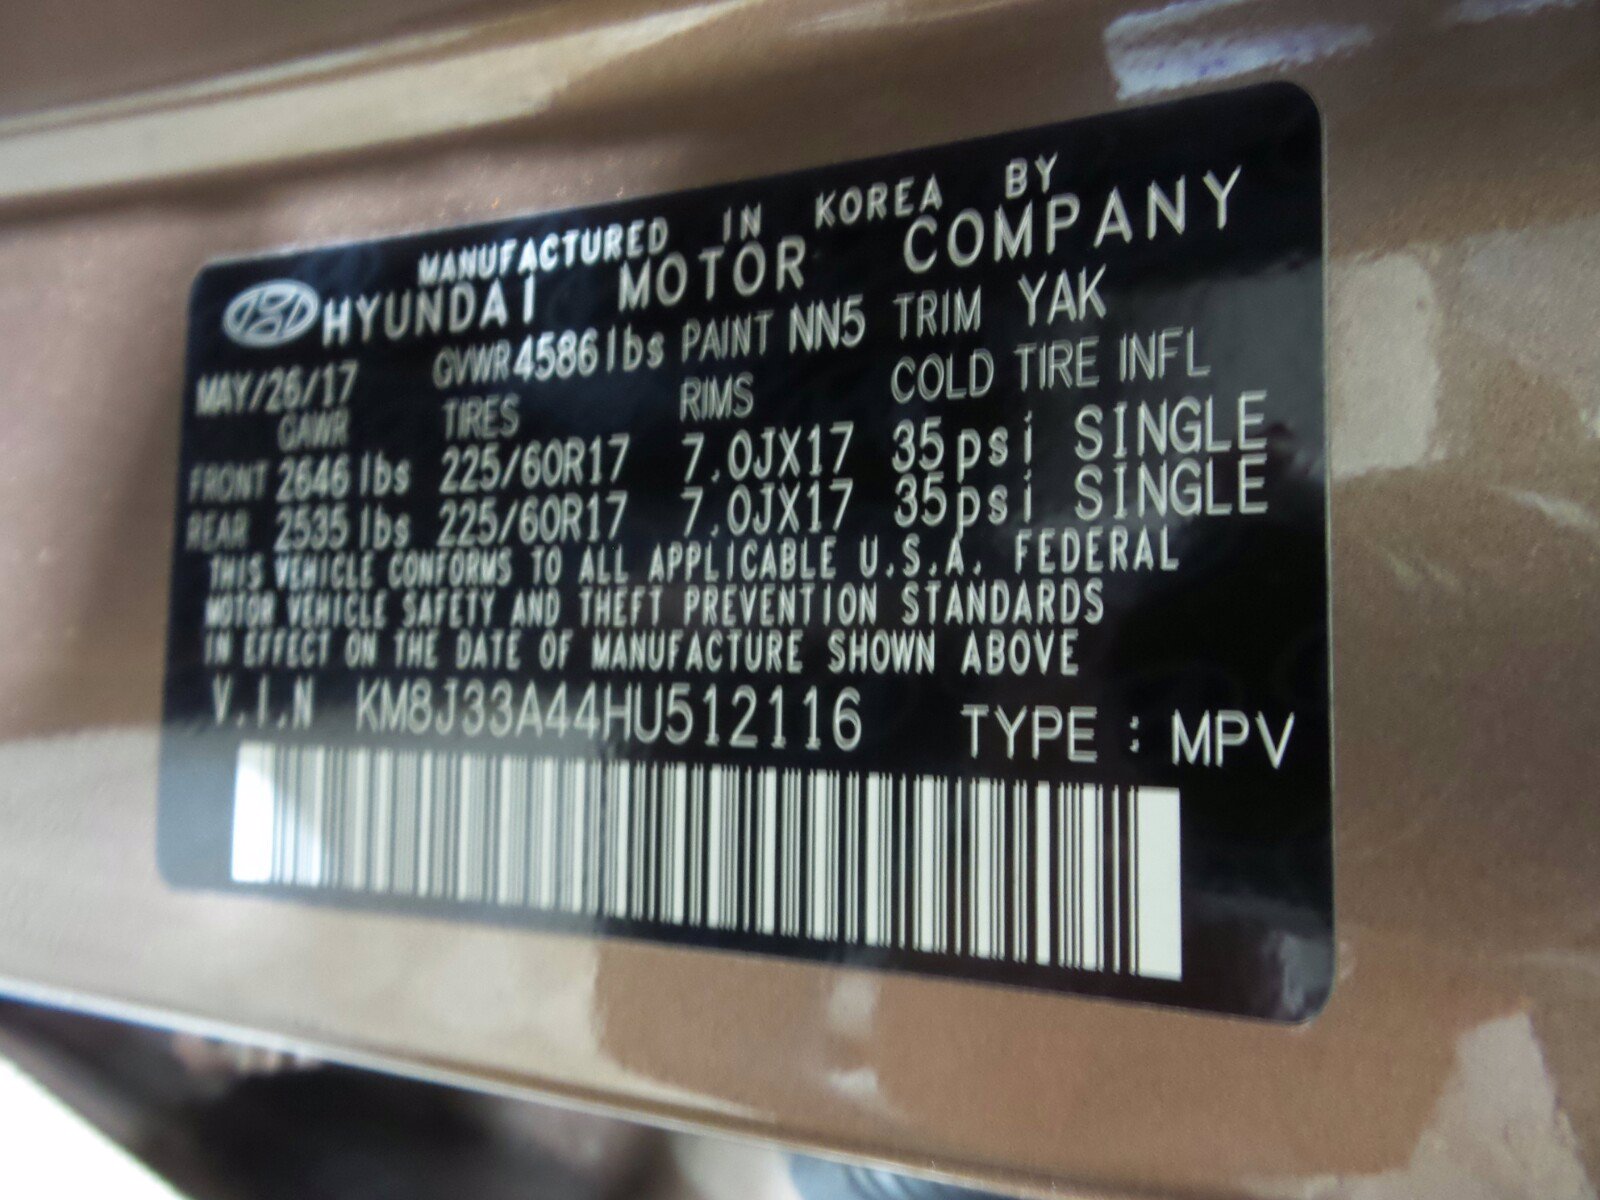 MANUFACTURED IN KOREA BY
HYUNDAI MOTOR COMPANY
MAY/26/17 GVWR 4586 lbs PAINT NN5 TRIM YAK
GAWR TIRES RIMS COLD TIRE INFL
FRONT 2646 lbs 225/60R17 7.0JX17 35psi SINGLE
REAR 2535 lbs 225/60R17 7.0JX17 35psi SINGLE
THIS VEHICLE CONFORMS TO ALL APPLICABLE U.S.A. FEDERAL
MOTOR VEHICLE SAFETY AND THEFT PREVENTION STANDARDS
IN EFFECT ON THE DATE OF MANUFACTURE SHOWN ABOVE
V.I.N KM8J33A44HU512116 TYPE : MPV